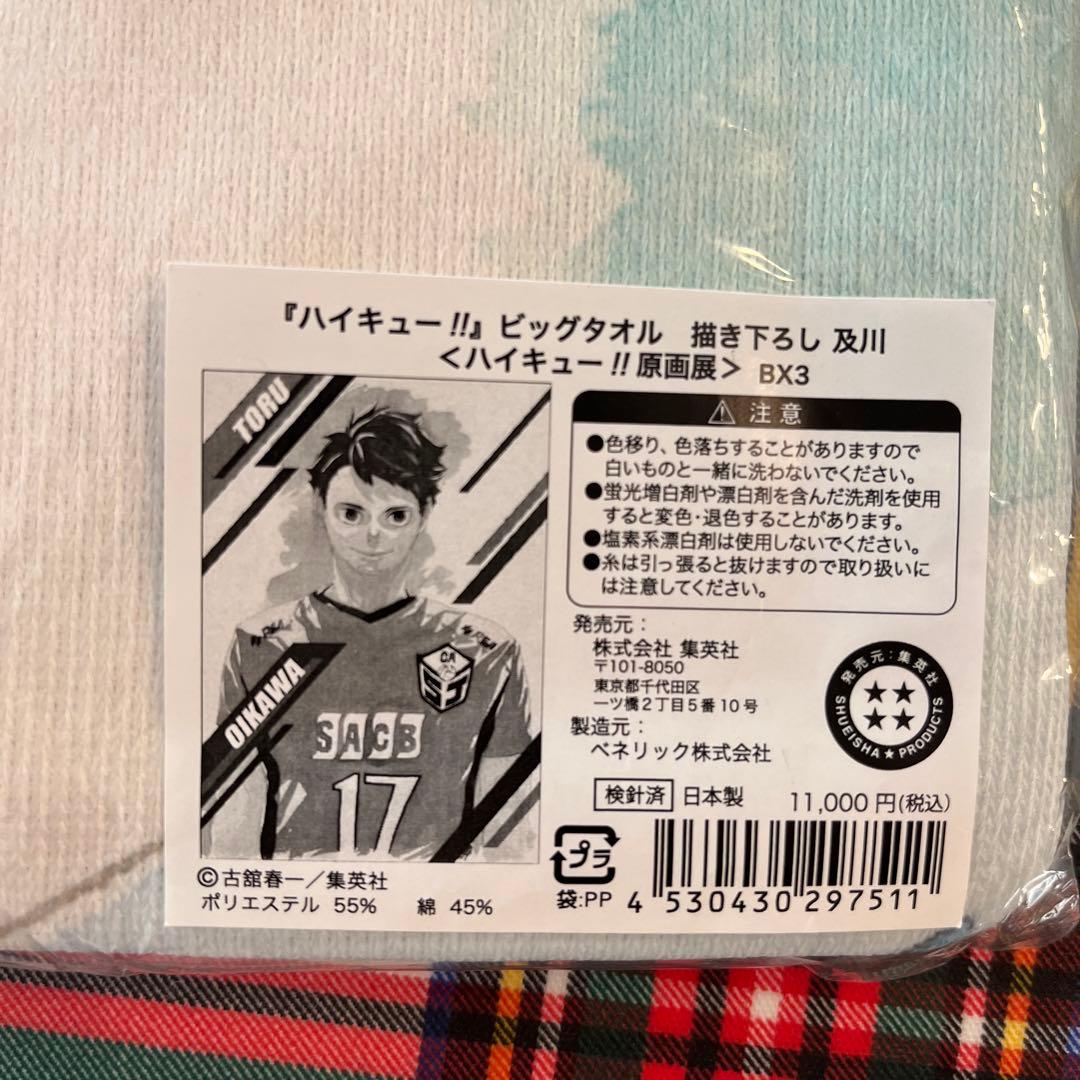 『ハイキュー!!』ビッグタオル 描き下ろし 及川
＜ハイキュー!!原画展＞ BX3
TORU
OIKAWA
CA
SACB
17
©古舘春一／集英社
ポリエステル 55% 綿 45%
⚠ 注意
●色移り、色落ちすることがありますので
白いものと一緒に洗わないでください。
●蛍光増白剤や漂白剤を含んだ洗剤を使用
すると変色・退色することがあります。
●塩素系漂白剤は使用しないでください。
●糸は引っ張ると抜けますので取り扱いに
は注意してください。
発売元：
株式会社 集英社
〒101-8050
東京都千代田区
一ツ橋２丁目５番10号
製造元：
ベネリック株式会社
発売元：集英社
SHUEISHA★PRODUCTS
検針済 日本製 11,000円(税込)
プラ
袋:PP
4 530430 297511